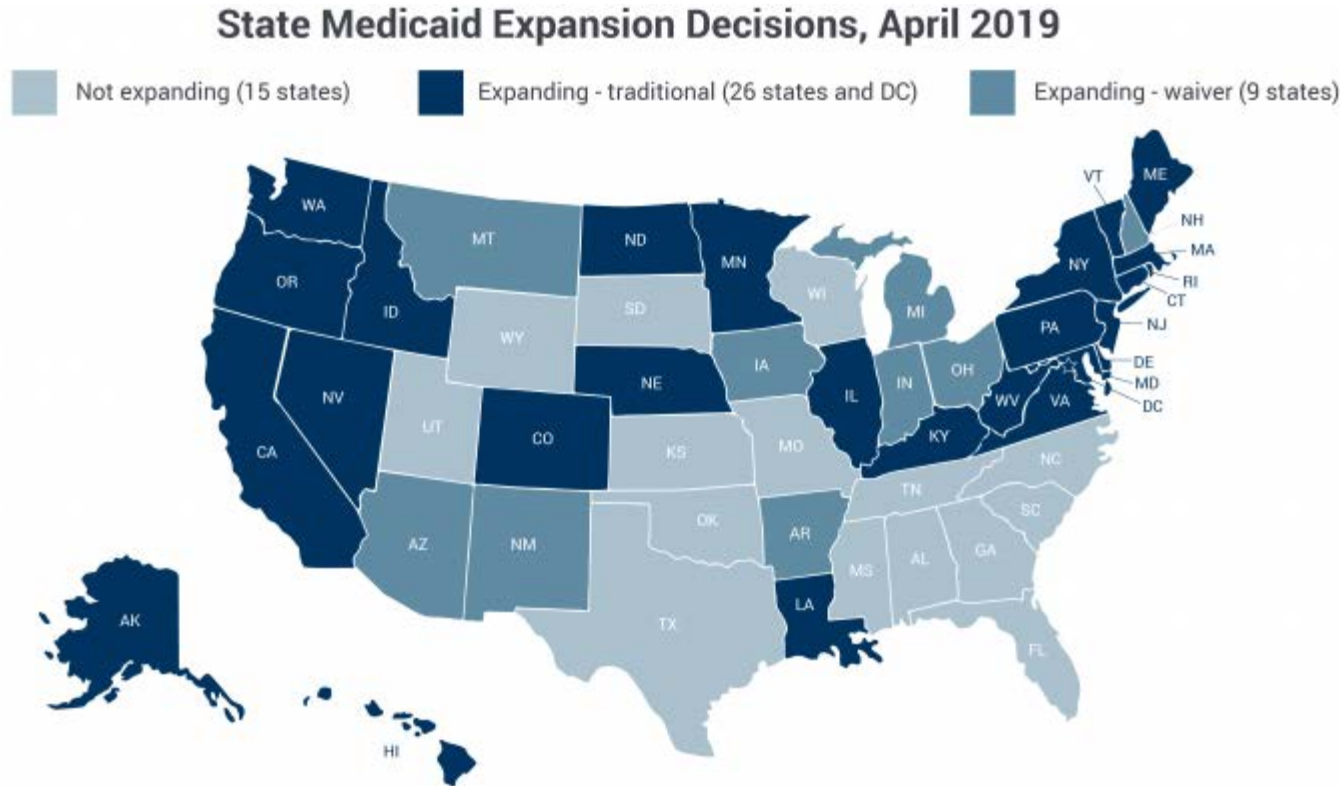 State Medicaid Expansion Decisions, April 2019
Not expanding (15 states)
Expanding - traditional (26 states and DC)
Expanding - waiver (9 states)
WA
OR
CA
NV
ID
MT
WY
UT
CO
AZ
NM
ND
SD
NE
KS
OK
TX
MN
IA
MO
AR
LA
WI
IL
MI
IN
OH
KY
TN
MS
AL
GA
FL
SC
NC
WV
VA
PA
NY
VT
ME
NH
MA
RI
CT
NJ
DE
MD
DC
AK
HI